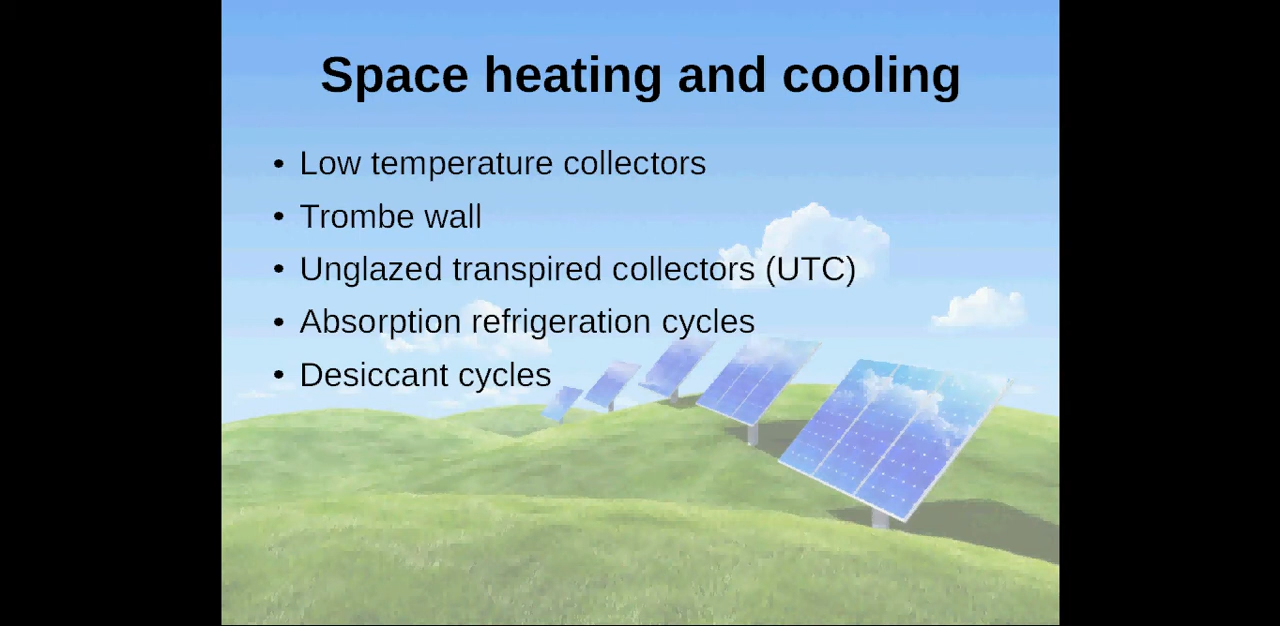 Space heating and cooling
• Low temperature collectors
• Trombe wall
• Unglazed transpired collectors (UTC)
• Absorption refrigeration cycles
• Desiccant cycles